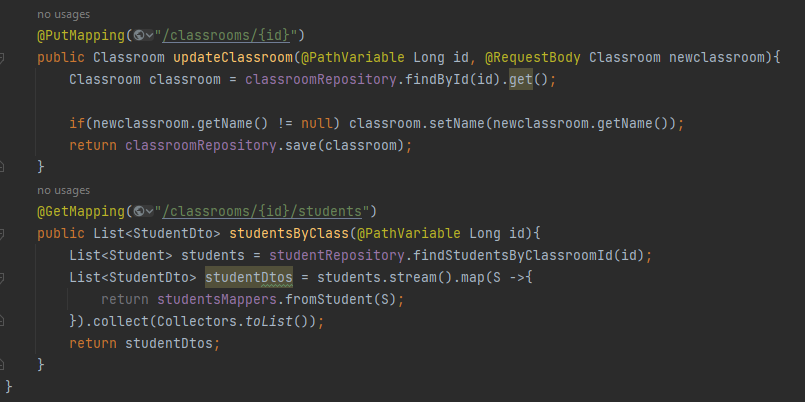 no usages
@PutMapping("/classrooms/{id}")
public Classroom updateClassroom(@PathVariable Long id, @RequestBody Classroom newclassroom){
Classroom classroom = classroomRepository.findById(id).get();
if(newclassroom.getName() != null) classroom.setName(newclassroom.getName());
return classroomRepository.save(classroom);
}
no usages
@GetMapping("/classrooms/{id}/students")
public List<StudentDto> studentsByClass(@PathVariable Long id){
List<Student> students = studentRepository.findStudentsByClassroomId(id);
List<StudentDto> studentDtos = students.stream().map(S ->{
return studentsMappers.fromStudent(S);
}).collect(Collectors.toList());
return studentDtos;
}
}